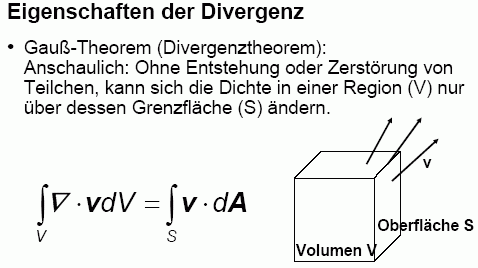 Eigenschaften der Divergenz
• Gauß-Theorem (Divergenztheorem):
Anschaulich: Ohne Entstehung oder Zerstörung von
Teilchen, kann sich die Dichte in einer Region (V) nur
über dessen Grenzfläche (S) ändern.
∫∇·vdV = ∫v·dA
V S
v
Oberfläche S
Volumen V